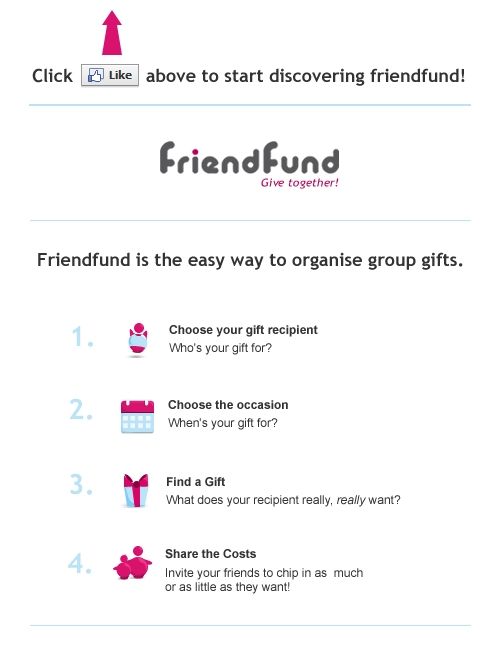 Click Like above to start discovering friendfund!
FriendFund
Give together!
Friendfund is the easy way to organise group gifts.
1. Choose your gift recipient
Who's your gift for?
2. Choose the occasion
When's your gift for?
3. Find a Gift
What does your recipient really, really want?
4. Share the Costs
Invite your friends to chip in as  much
or as little as they want!